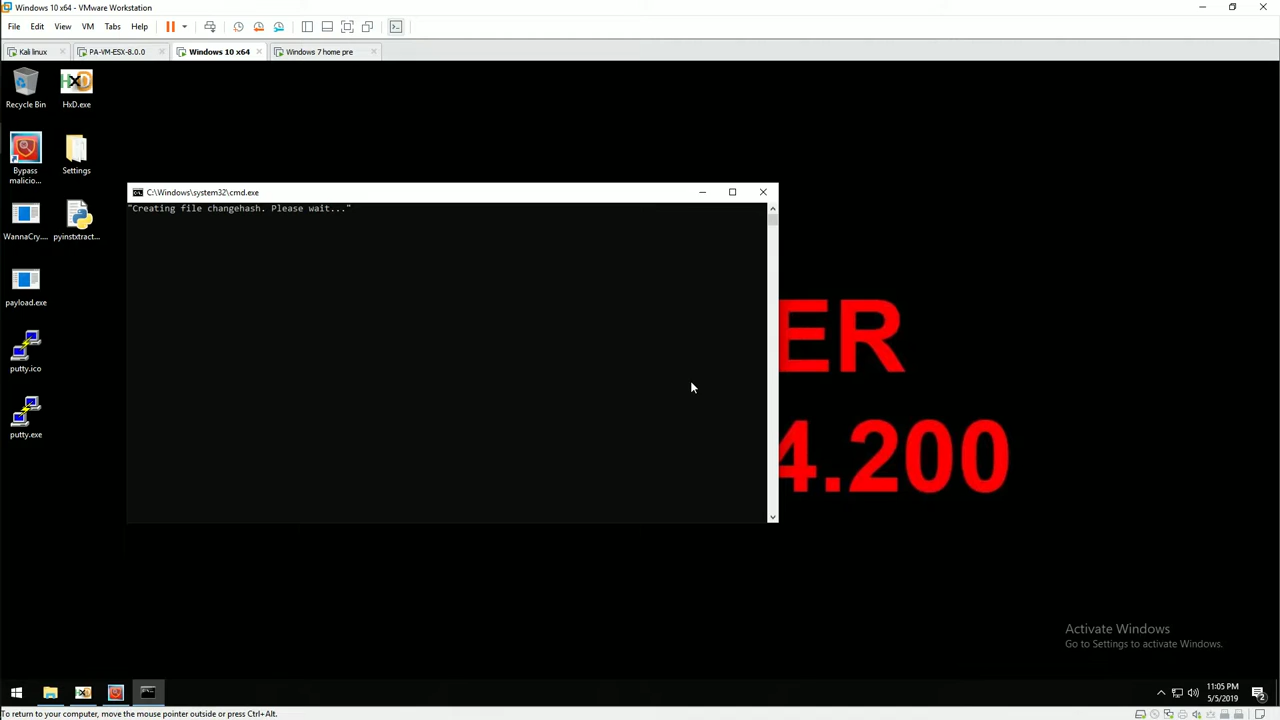 Windows 10 x64 - VMware Workstation
File Edit View VM Tabs Help
Kali linux PA-VM-ESX-8.0.0 Windows 10 x64 Windows 7 home pre
Recycle Bin HxD.exe
Bypass malicio... Settings
WannaCry.... pyinstxtract...
payload.exe
putty.ico
putty.exe
C:\Windows\system32\cmd.exe
"Creating file changehash. Please wait..."
ER
4.200
Activate Windows
Go to Settings to activate Windows.
11:05 PM
5/5/2019
2
To return to your computer, move the mouse pointer outside or press Ctrl+Alt.